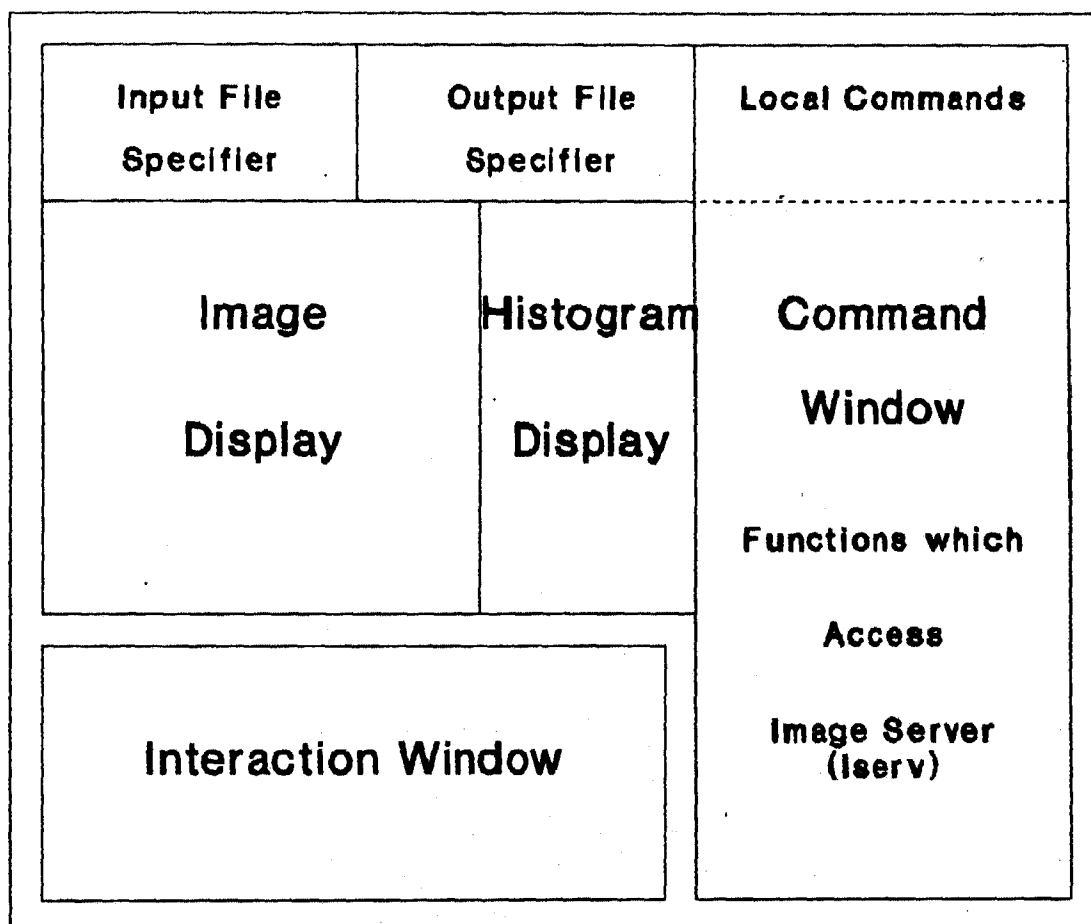 Input File
Specifier
Output File
Specifier
Local Commands
Image
Display
Histogram
Display
Command
Window
Functions which
Access
Image Server
(Iserv)
Interaction Window